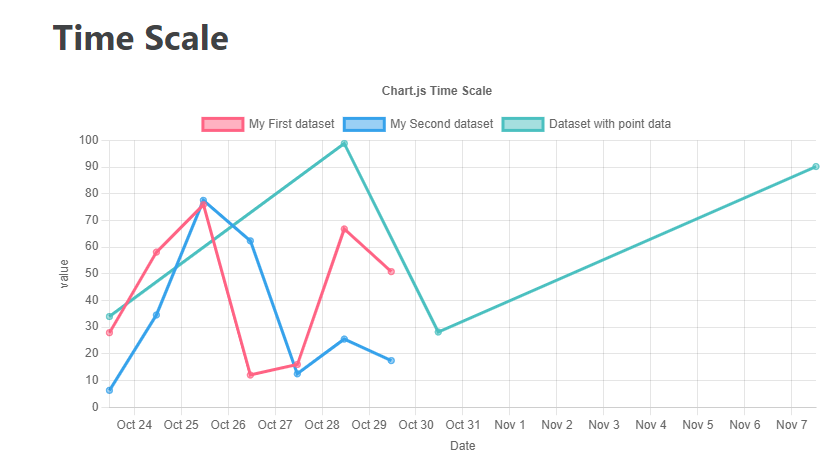 Time Scale
Chart.js Time Scale
My First dataset My Second dataset Dataset with point data
100
90
80
70
60
50
40
30
20
10
0
value
Oct 24 Oct 25 Oct 26 Oct 27 Oct 28 Oct 29 Oct 30 Oct 31 Nov 1 Nov 2 Nov 3 Nov 4 Nov 5 Nov 6 Nov 7
Date